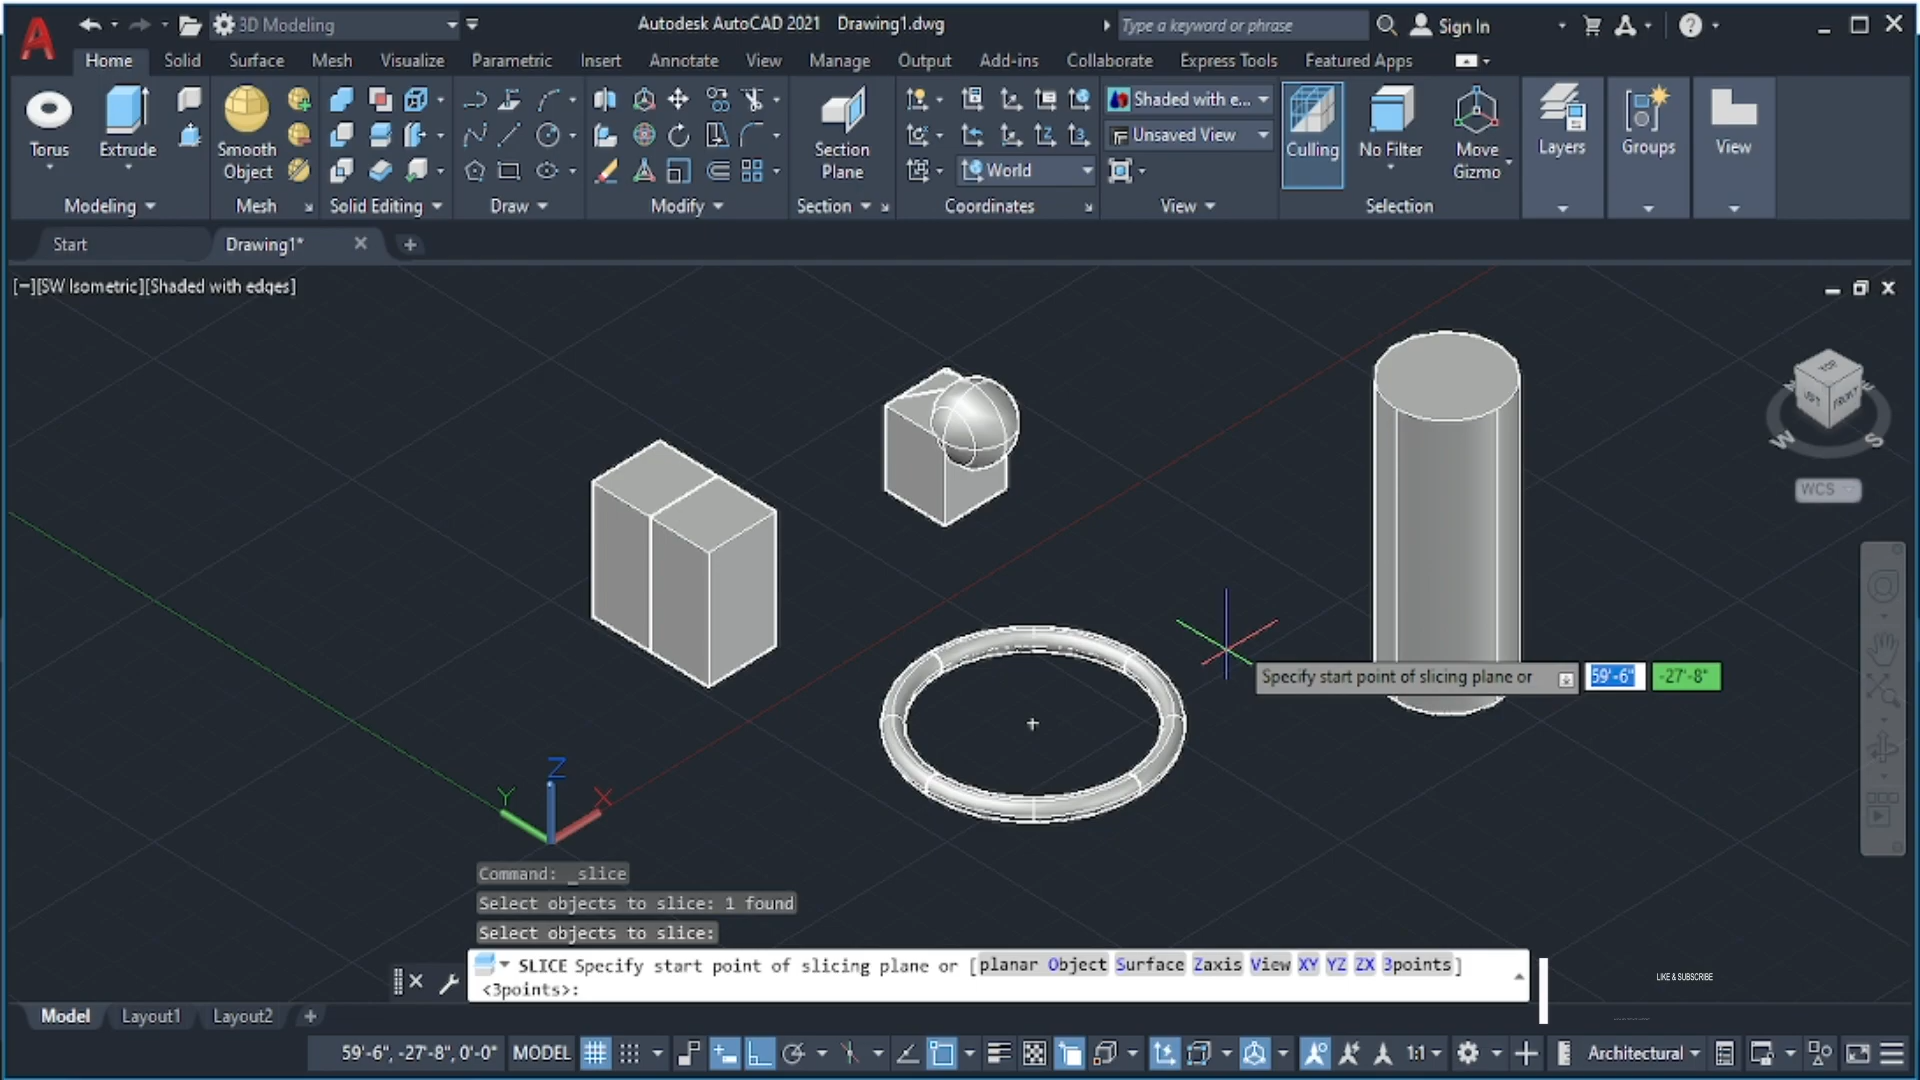 3D Modeling
Autodesk AutoCAD 2021 Drawing1.dwg
Type a keyword or phrase
Sign In
Home Solid Surface Mesh Visualize Parametric Insert Annotate View Manage Output Add-ins Collaborate Express Tools Featured Apps
Torus
Extrude
Smooth Object
Section Plane
World
Shaded with e...
Unsaved View
Culling
No Filter
Move Gizmo
Layers
Groups
View
Modeling
Mesh
Solid Editing
Draw
Modify
Section
Coordinates
View
Selection
Start
Drawing1*
[−][SW Isometric][Shaded with edges]
TOP
LEFT
FRONT
W
S
WCS
Specify start point of slicing plane or 59'-6" -27'-8"
Z
Y
X
Command: _slice
Select objects to slice: 1 found
Select objects to slice:
SLICE Specify start point of slicing plane or [planar Object Surface Zaxis View XY YZ ZX 3points]
<3points>:
LIKE & SUBSCRIBE
Model Layout1 Layout2
59'-6", -27'-8", 0'-0" MODEL 1:1 Architectural